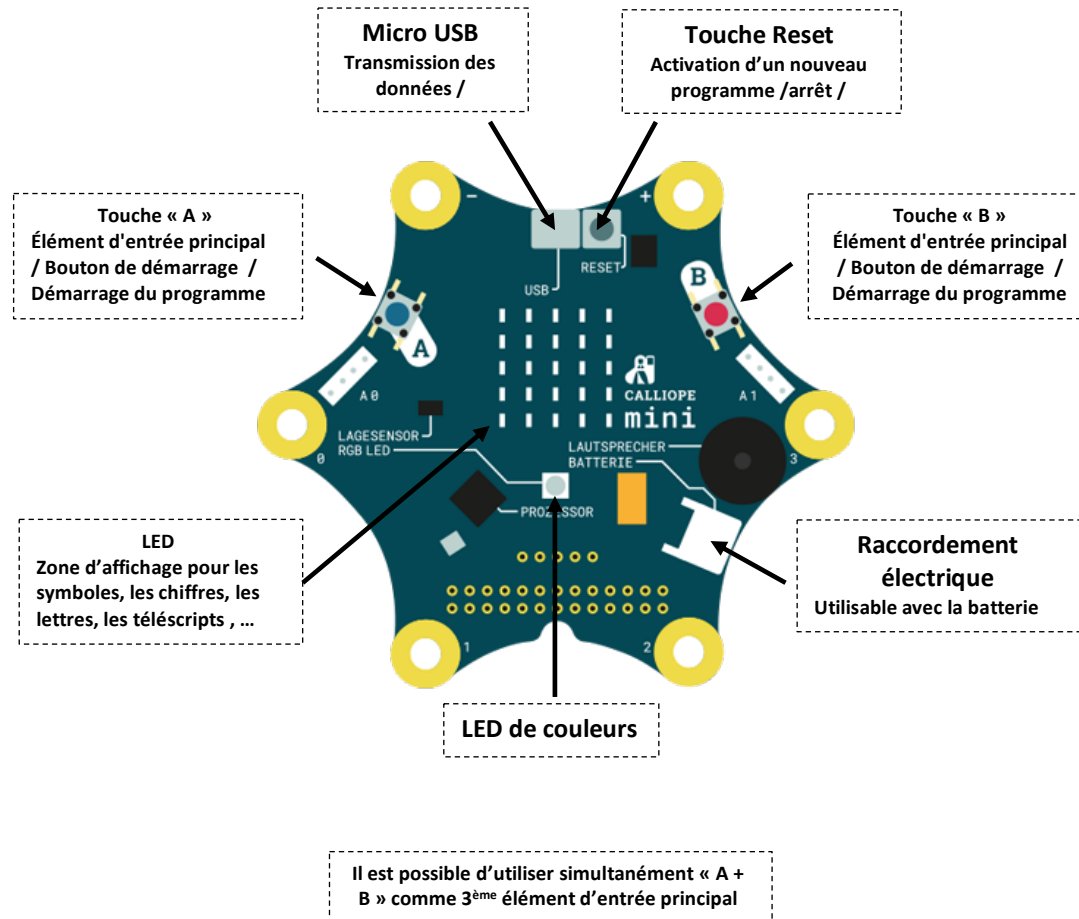 Micro USB
Transmission des
données /
Touche Reset
Activation d'un nouveau
programme /arrêt /
Touche « A »
Élément d'entrée principal
/ Bouton de démarrage /
Démarrage du programme
Touche « B »
Élément d'entrée principal
/ Bouton de démarrage /
Démarrage du programme
-
+
RESET
USB
A
B
A0
A1
CALLIOPE
mini
LAGESENSOR
RGB LED
LAUTSPRECHER
BATTERIE
0
3
PROZESSOR
1
2
LED
Zone d'affichage pour les
symboles, les chiffres, les
lettres, les téléscripts , …
Raccordement
électrique
Utilisable avec la batterie
LED de couleurs
Il est possible d'utiliser simultanément « A +
B » comme 3ème élément d'entrée principal